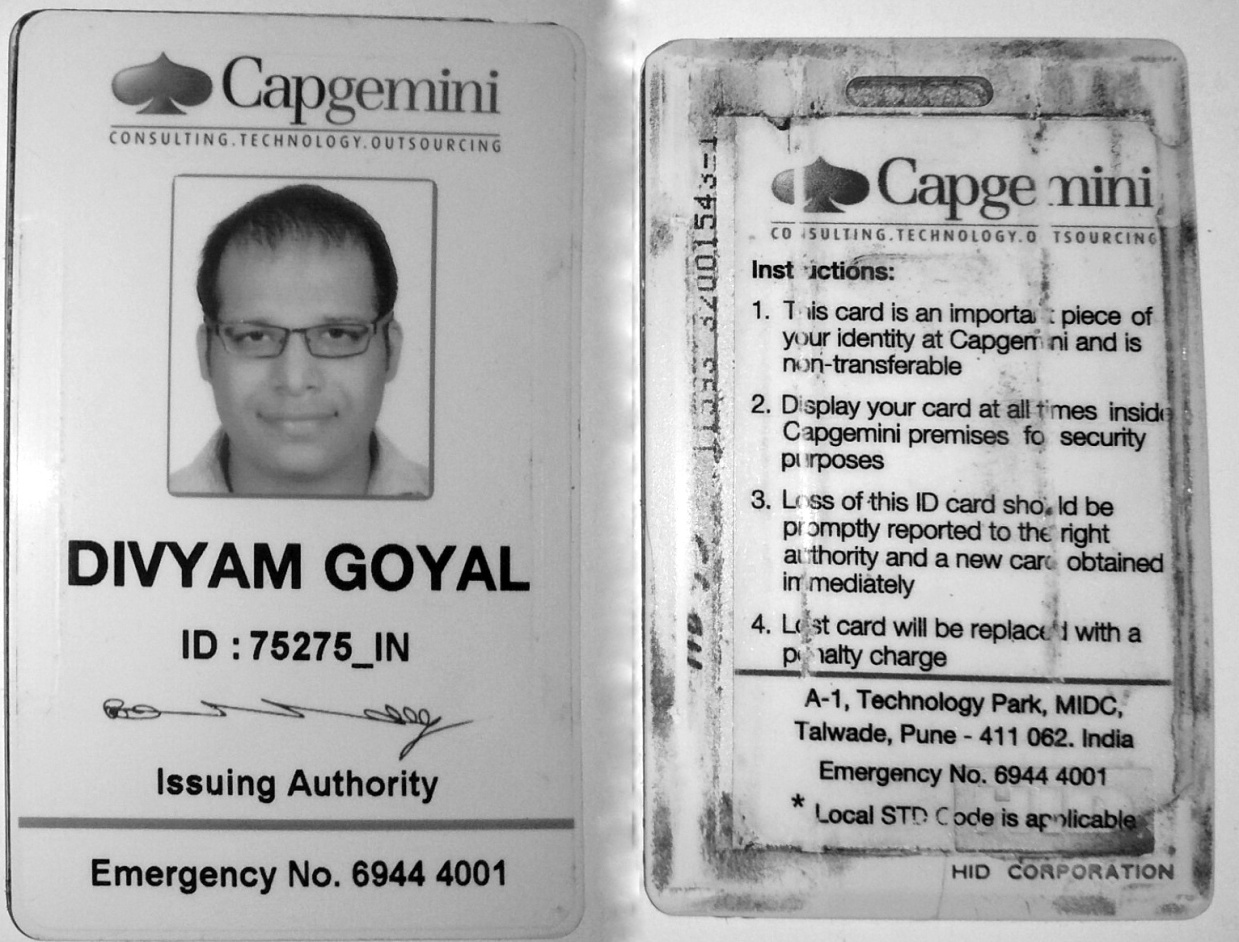 Capgemini
CONSULTING.TECHNOLOGY.OUTSOURCING
DIVYAM GOYAL
ID : 75275_IN
Issuing Authority
Emergency No. 6944 4001
Capgemini
CONSULTING.TECHNOLOGY.OUTSOURCING
Instructions:
1. This card is an important piece of
your identity at Capgemini and is
non-transferable
2. Display your card at all times inside
Capgemini premises for security
purposes
3. Loss of this ID card should be
promptly reported to the right
authority and a new card obtained
immediately
4. Lost card will be replaced with a
penalty charge
A-1, Technology Park, MIDC,
Talwade, Pune - 411 062. India
Emergency No. 6944 4001
* Local STD Code is applicable
HID
HID CORPORATION